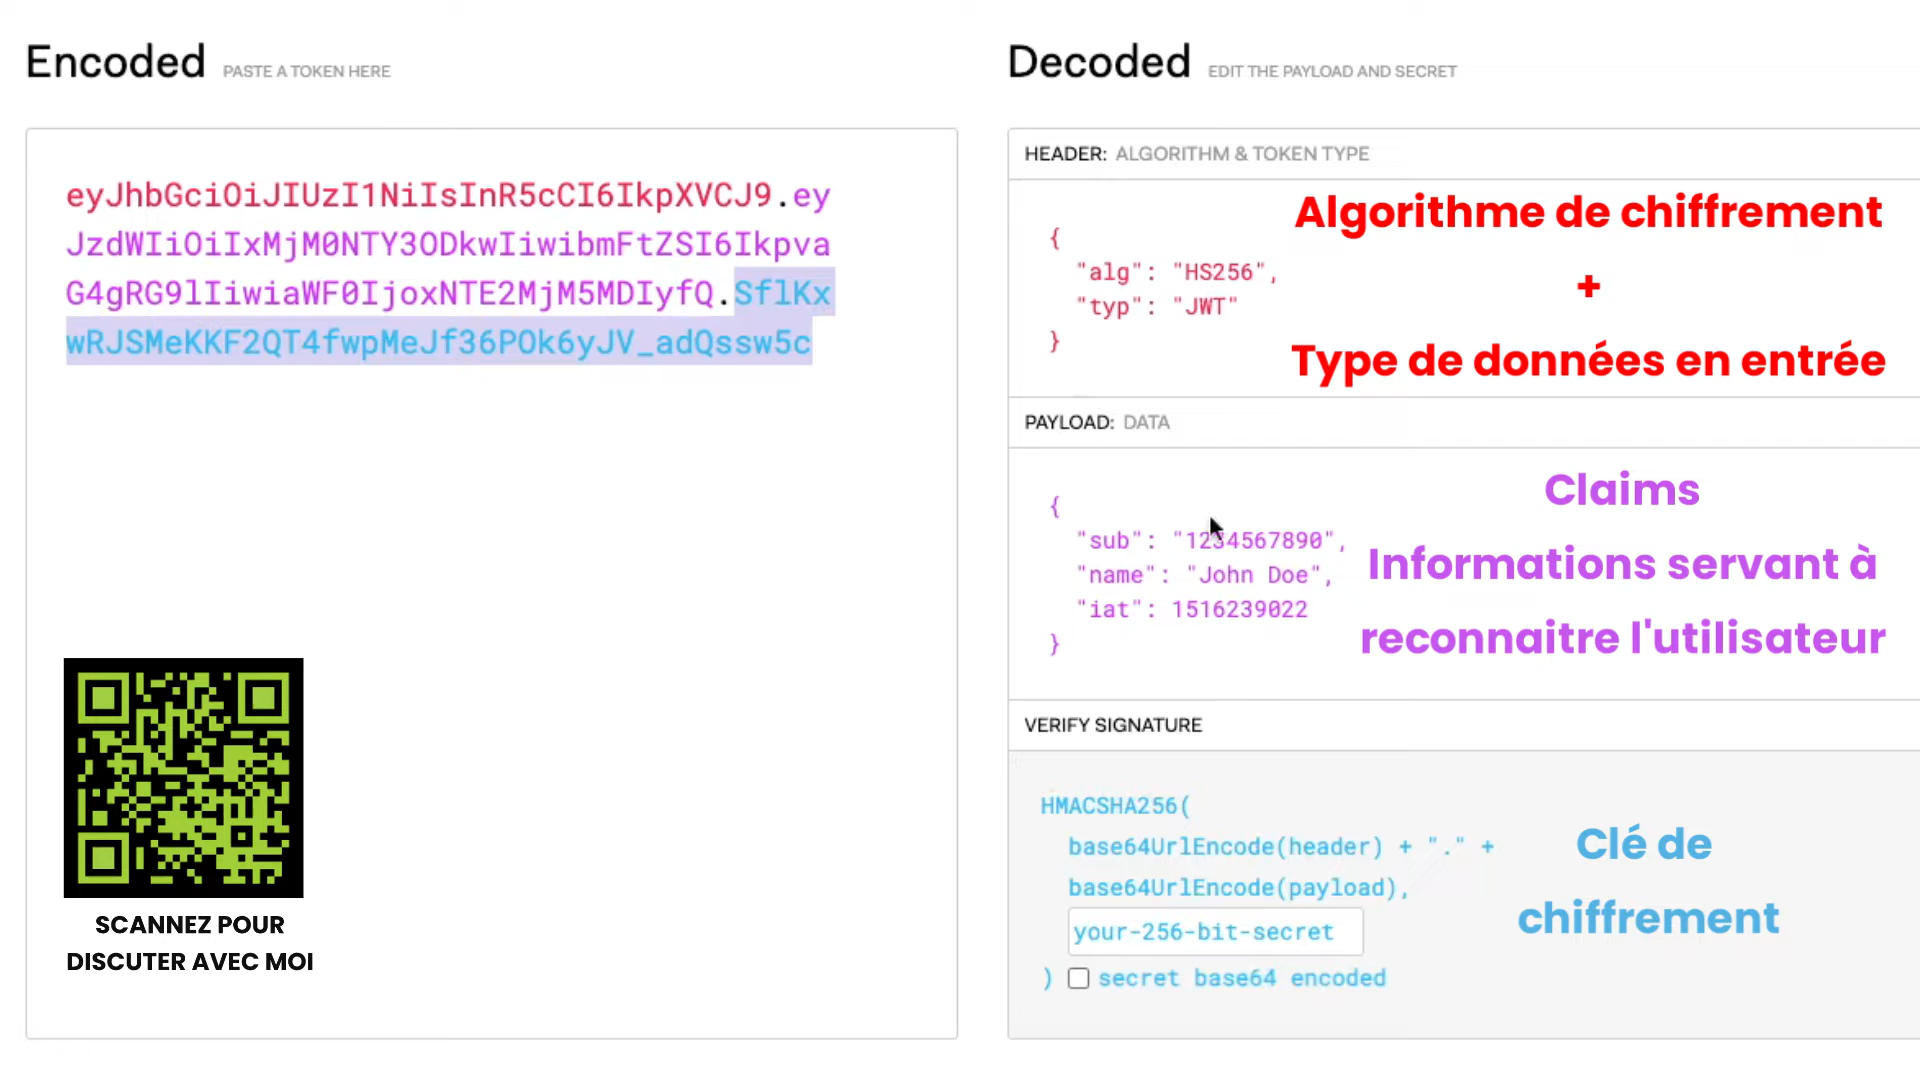 Encoded PASTE A TOKEN HERE
eyJhbGciOiJIUzI1NiIsInR5cCI6IkpXVCJ9.ey
JzdWIiOiIxMjM0NTY3ODkwIiwibmFtZSI6Ikpva
G4gRG9lIiwiaWF0IjoxNTE2MjM5MDIyfQ.SflKx
wRJSMeKKF2QT4fwpMeJf36POk6yJV_adQssw5c
SCANNEZ POUR
DISCUTER AVEC MOI
Decoded EDIT THE PAYLOAD AND SECRET
HEADER: ALGORITHM & TOKEN TYPE
{
"alg": "HS256",
"typ": "JWT"
}
Algorithme de chiffrement
+
Type de données en entrée
PAYLOAD: DATA
{
"sub": "1234567890",
"name": "John Doe",
"iat": 1516239022
}
Claims
Informations servant à
reconnaitre l'utilisateur
VERIFY SIGNATURE
HMACSHA256(
base64UrlEncode(header) + "." +
base64UrlEncode(payload),
your-256-bit-secret
) secret base64 encoded
Clé de
chiffrement